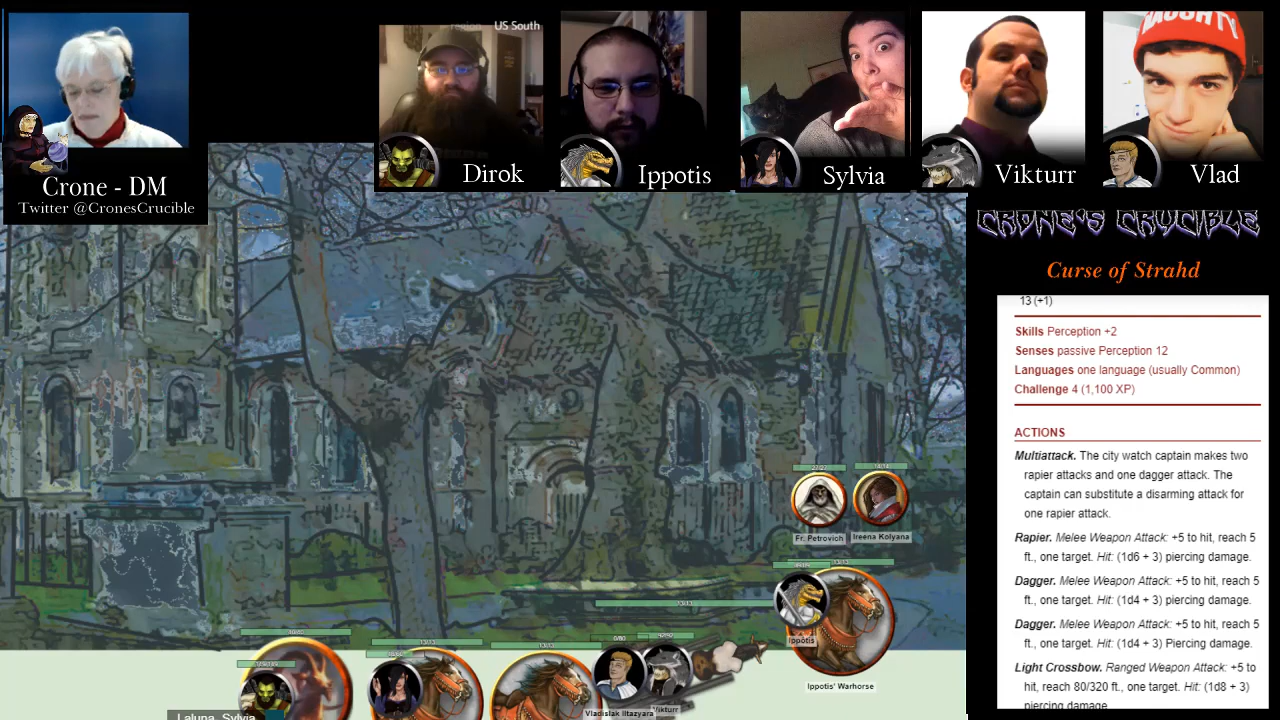 region US South
NAUGHTY
Crone - DM
Twitter @CronesCrucible
Dirok
Ippotis
Sylvia
Vikturr
Vlad
CRONE'S CRUCIBLE
Curse of Strahd
13 (+1)
Skills Perception +2
Senses passive Perception 12
Languages one language (usually Common)
Challenge 4 (1,100 XP)
ACTIONS
Multiattack. The city watch captain makes two
rapier attacks and one dagger attack. The
captain can substitute a disarming attack for
one rapier attack.
Rapier. Melee Weapon Attack: +5 to hit, reach 5
ft., one target. Hit: (1d6 + 3) piercing damage.
Dagger. Melee Weapon Attack: +5 to hit, reach 5
ft., one target. Hit: (1d4 + 3) piercing damage.
Dagger. Melee Weapon Attack: +5 to hit, reach 5
ft., one target. Hit: (1d4 + 3) Piercing damage.
Light Crossbow. Ranged Weapon Attack: +5 to
hit, reach 80/320 ft., one target. Hit: (1d8 + 3)
piercing damage
Fr. Petrovich
Ireena Kolyana
Ippotis
Ippotis' Warhorse
Vladislak Iltazyara
Vikturr
Laluna Sylvia